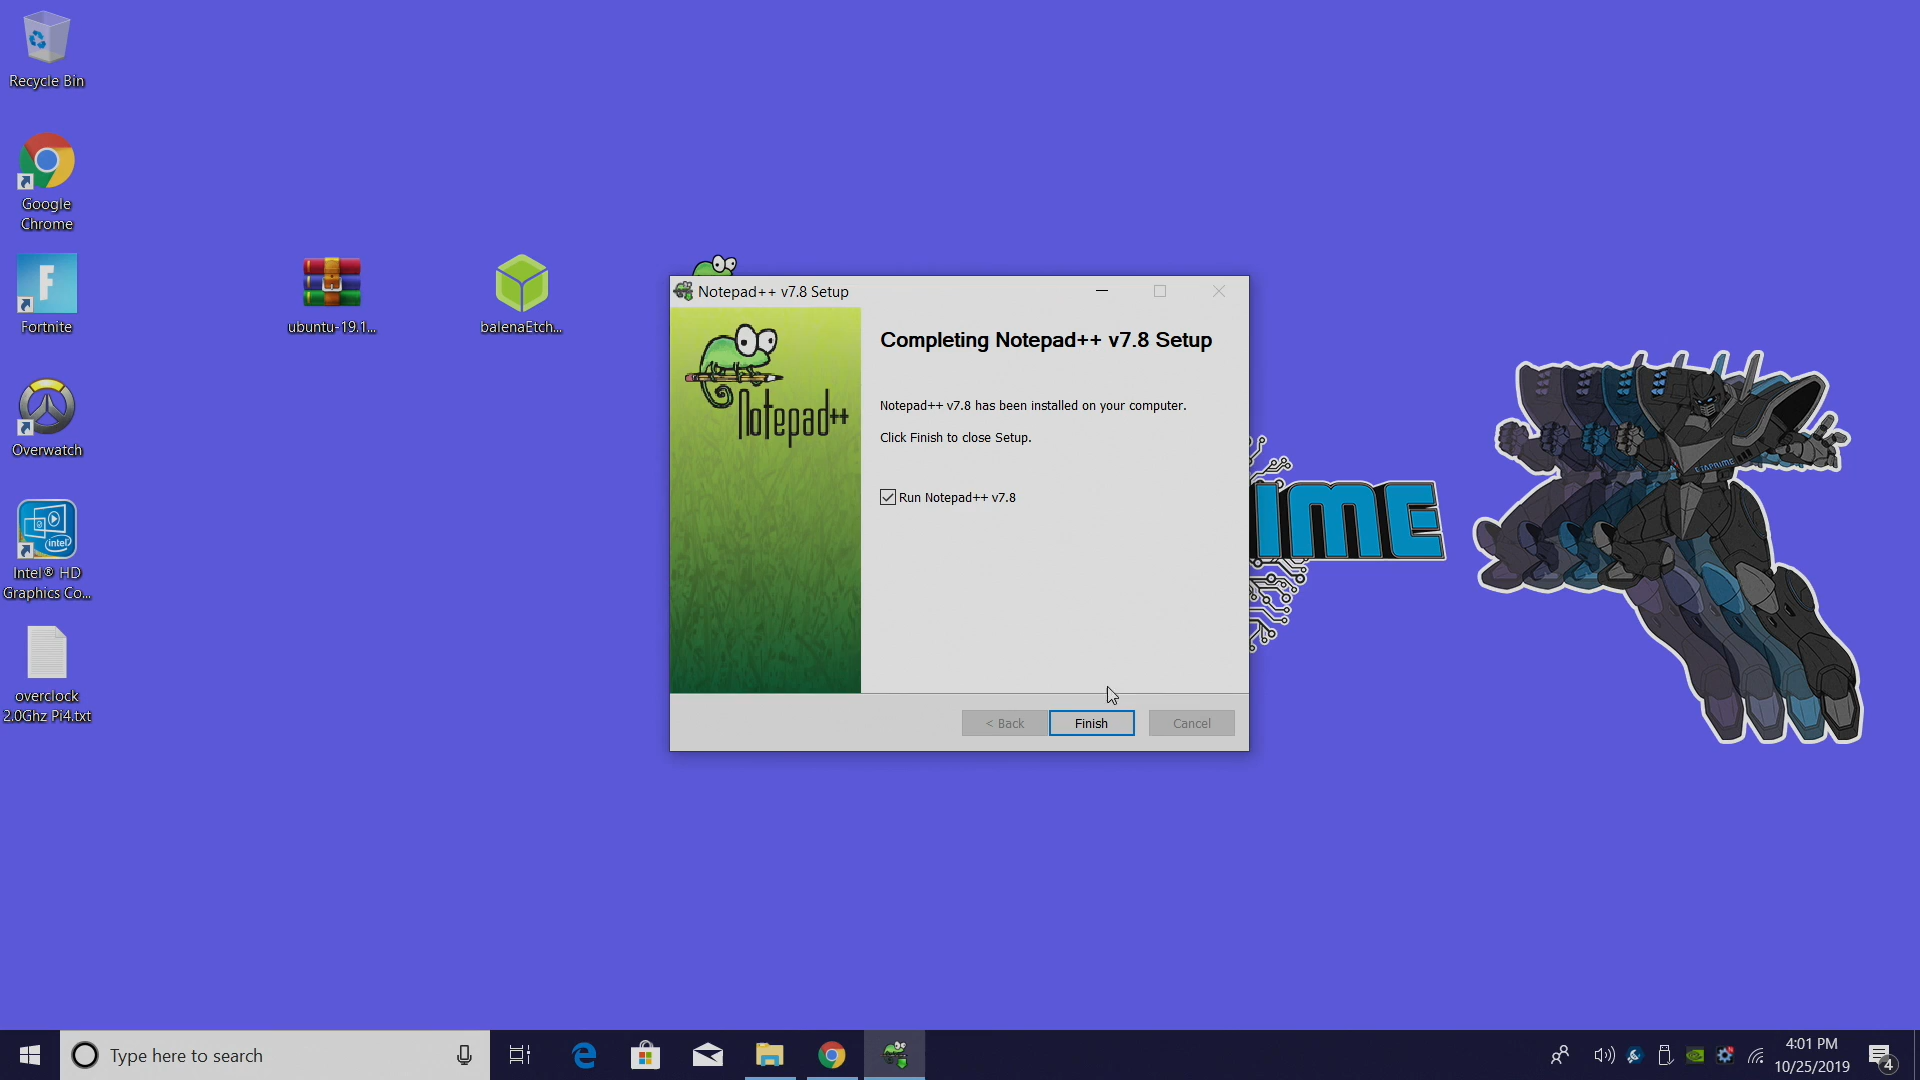 Recycle Bin
Google
Chrome
Fortnite
Overwatch
Intel® HD
Graphics Co...
overclock
2.0Ghz Pi4.txt
ubuntu-19.1...
balenaEtch...
Notepad++ v7.8 Setup
Notepad++
Completing Notepad++ v7.8 Setup
Notepad++ v7.8 has been installed on your computer.
Click Finish to close Setup.
Run Notepad++ v7.8
< Back
Finish
Cancel
IME
ETAPRIME
intel
Type here to search
4:01 PM
10/25/2019
4